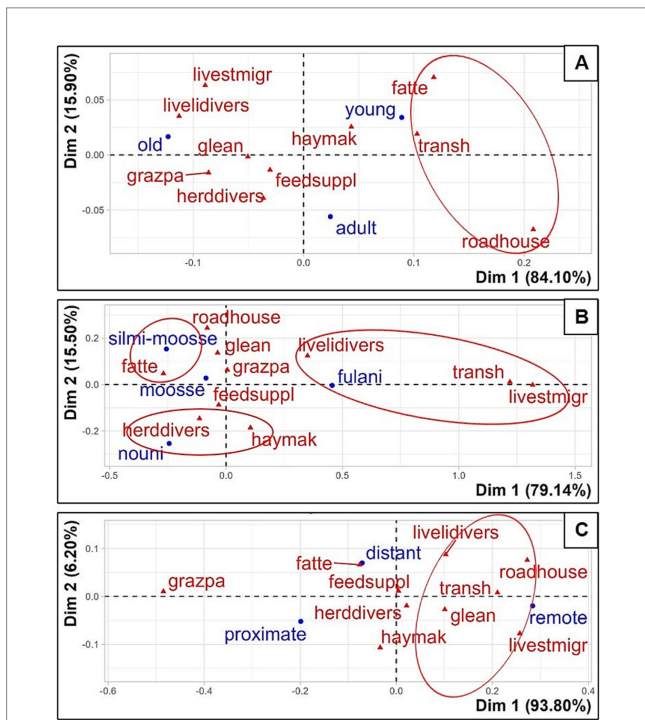 A
livestmigr
fatte
0.05
livelidivers
young
haymak
old
glean
transh
0.00
grazpa
feedsuppl
herddivers
-0.05
adult
roadhouse
-0.1 0.0 0.1 0.2
Dim 2 (15.90%)
Dim 1 (84.10%)
B
roadhouse
0.2
silmi-moosse
glean
livelidivers
fatte
grazpa
transh
0.0
moosse
fulani
livestmigr
feedsuppl
herddivers
-0.2
haymak
nouni
-0.5 0.0 0.5 1.0 1.5
Dim 2 (15.50%)
Dim 1 (79.14%)
C
livelidivers
0.1
distant
fatte
roadhouse
grazpa
feedsuppl
transh
0.0
herddivers
glean
remote
proximate
haymak
livestmigr
-0.1
-0.6 -0.4 -0.2 0.0 0.2 0.4
Dim 2 (6.20%)
Dim 1 (93.80%)